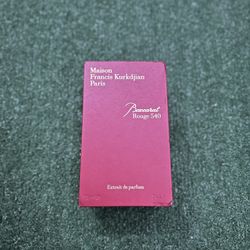 Maison
Francis Kurkdjian
Paris
Baccarat
Rouge 540
Extrait de parfum